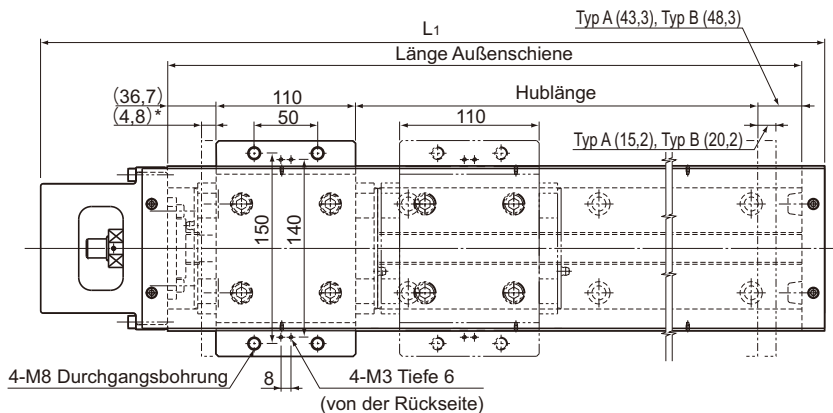 L1
Typ A (43,3), Typ B (48,3)
Länge Außenschiene
(36,7)
110
Hublänge
(4,8)*
50
110
Typ A (15,2), Typ B (20,2)
150
140
4-M8 Durchgangsbohrung
8
4-M3 Tiefe 6
(von der Rückseite)